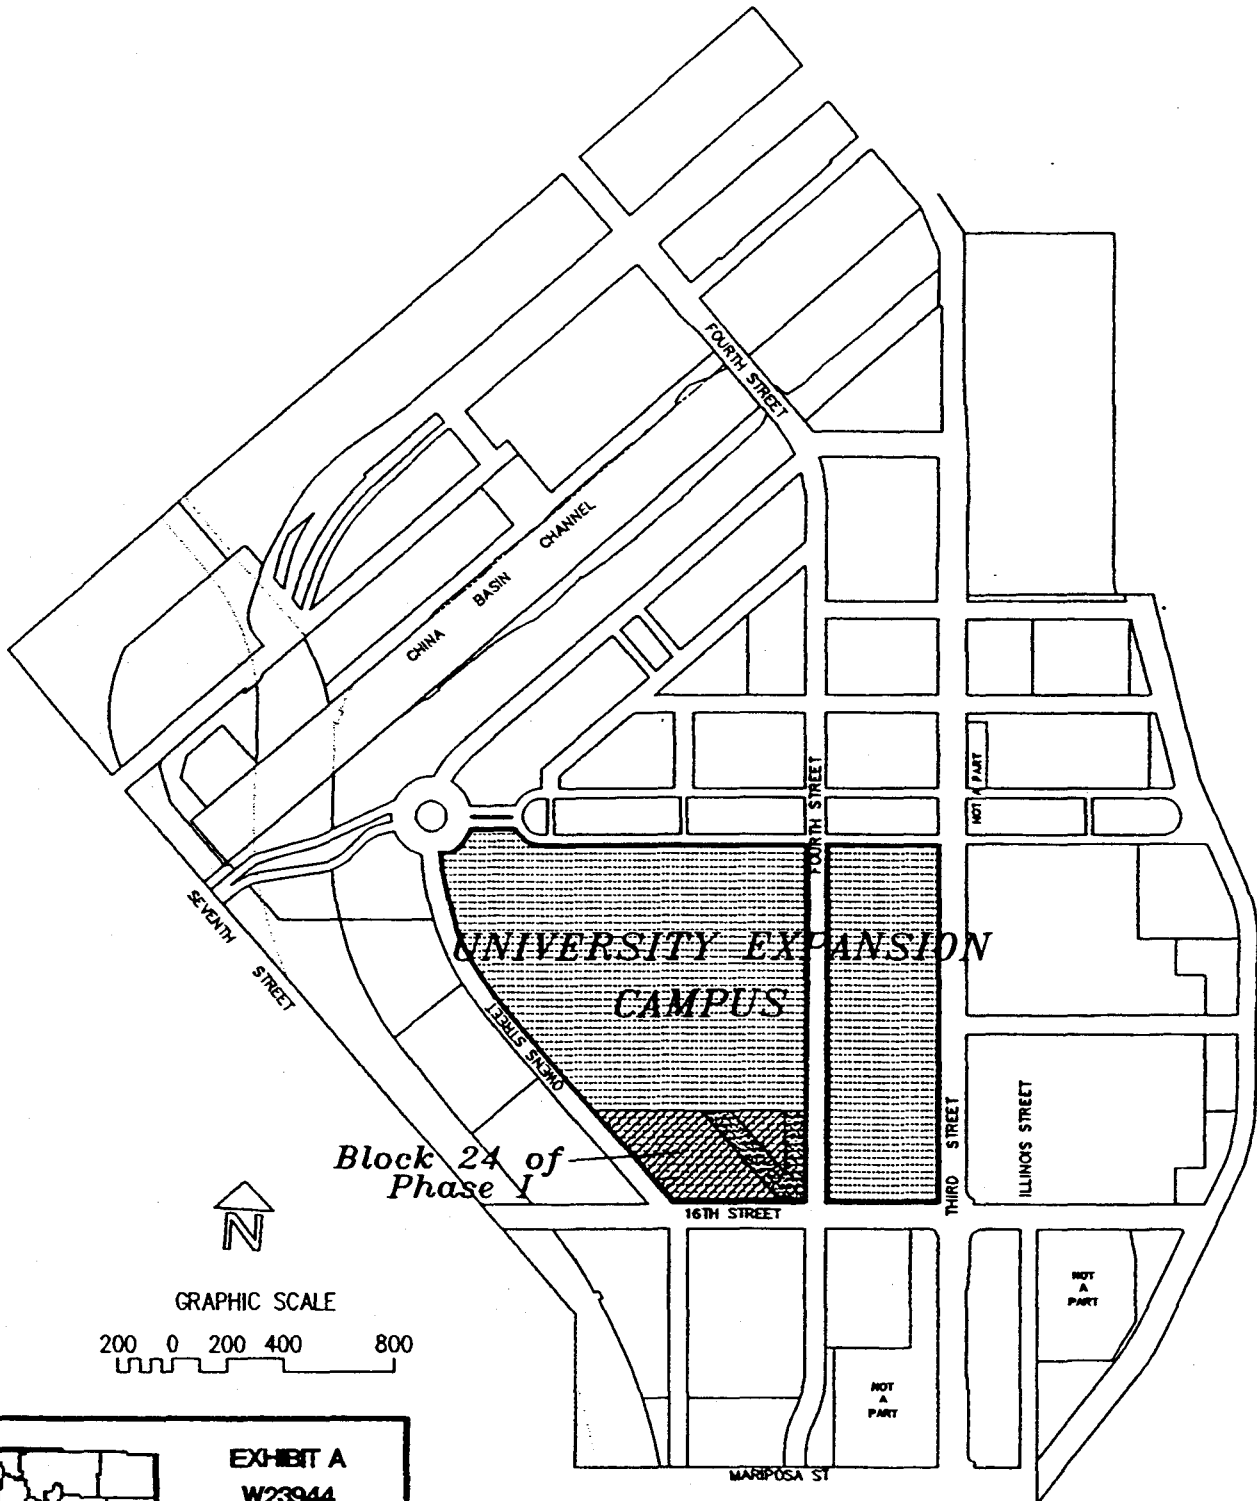 FOURTH STREET
CHINA BASIN CHANNEL
FOURTH STREET
NOT A PART
SEVENTH STREET
UNIVERSITY EXPANSION
CAMPUS
OWENS STREET
THIRD STREET
ILLINOIS STREET
Block 24 of
Phase I
16TH STREET
N
NOT
A
PART
GRAPHIC SCALE
200 0 200 400 800
NOT
A
PART
MARIPOSA ST
EXHIBIT A
W23944